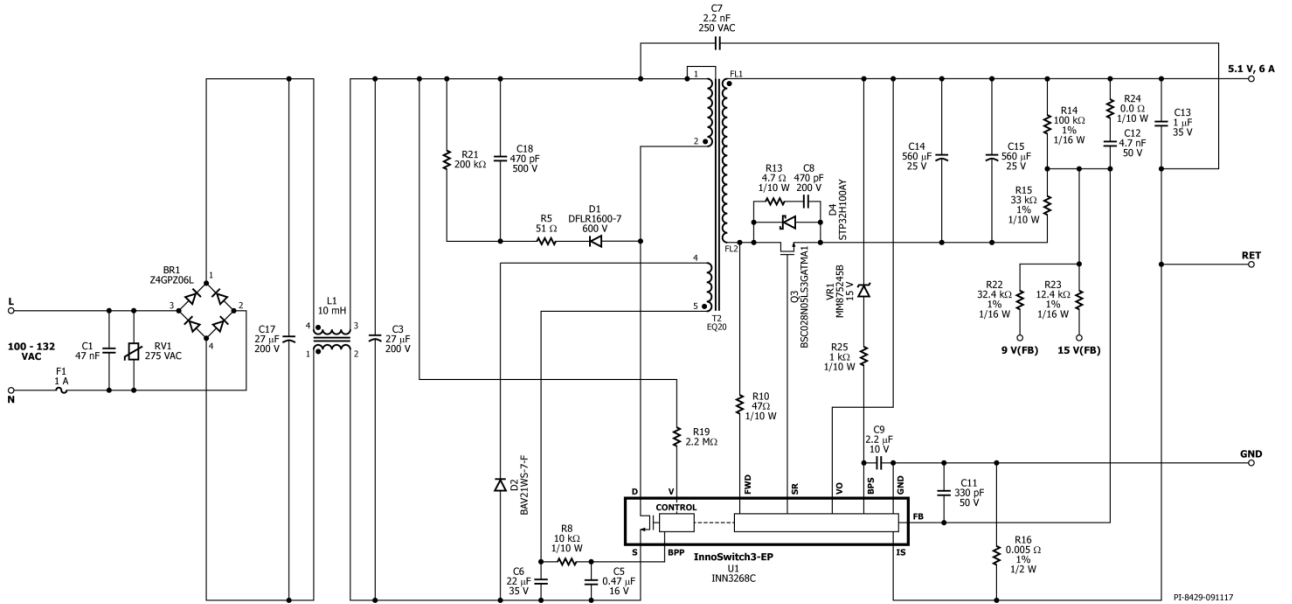 C7
2.2 nF
250 VAC
1
FL1
5.1 V, 6 A
R24
0.0 Ω
1/10 W
R14
100 kΩ
1%
1/16 W
C13
1 µF
35 V
C12
4.7 nF
50 V
2
R21
200 kΩ
C18
470 pF
500 V
C14
560 µF
25 V
C15
560 µF
25 V
R13
4.7 Ω
1/10 W
C8
470 pF
200 V
D4
STP32H100AY
R15
33 kΩ
1%
1/10 W
D1
DFLR1600-7
600 V
R5
51 Ω
FL2
RET
BR1
Z4GPZ06L
1
3
2
4
4
5
T2
EQ20
Q3
BSC028N05LS3GATMA1
VR1
MM8Z5245B
15 V
R22
32.4 kΩ
1%
1/16 W
R23
12.4 kΩ
1%
1/16 W
9 V(FB)
15 V(FB)
L
100 - 132
VAC
N
F1
1 A
C1
47 nF
RV1
275 VAC
C17
27 µF
200 V
L1
10 mH
4
3
1
2
C3
27 µF
200 V
R25
1 kΩ
1/10 W
R10
47Ω
1/10 W
R19
2.2 MΩ
C9
2.2 µF
10 V
GND
D2
BAV21WS-7-F
D
V
FWD
SR
VO
BPS
GND
C11
330 pF
50 V
CONTROL
FB
R8
10 kΩ
1/10 W
S
BPP
InnoSwitch3-EP
IS
U1
INN3268C
R16
0.005 Ω
1%
1/2 W
C6
22 µF
35 V
C5
0.47 µF
16 V
PI-8429-091117